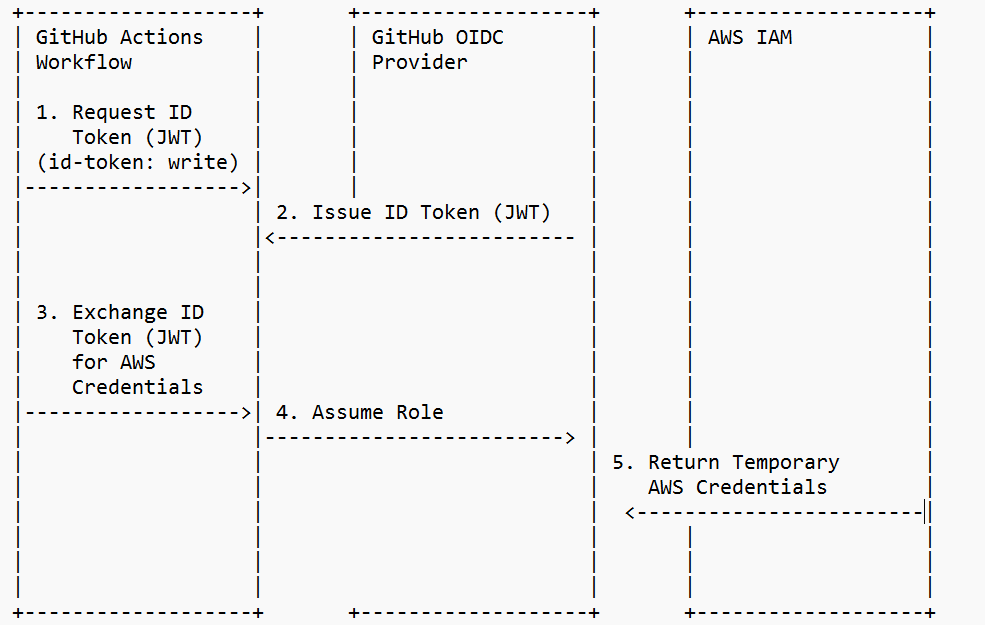 GitHub Actions
Workflow
GitHub OIDC
Provider
AWS IAM
1. Request ID
Token (JWT)
(id-token: write)
2. Issue ID Token (JWT)
3. Exchange ID
Token (JWT)
for AWS
Credentials
4. Assume Role
5. Return Temporary
AWS Credentials